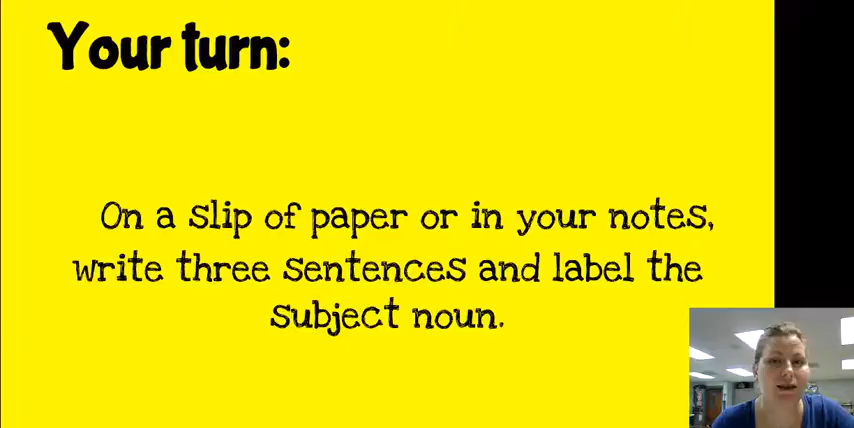 Your turn:
On a slip of paper or in your notes,
write three sentences and label the
subject noun.